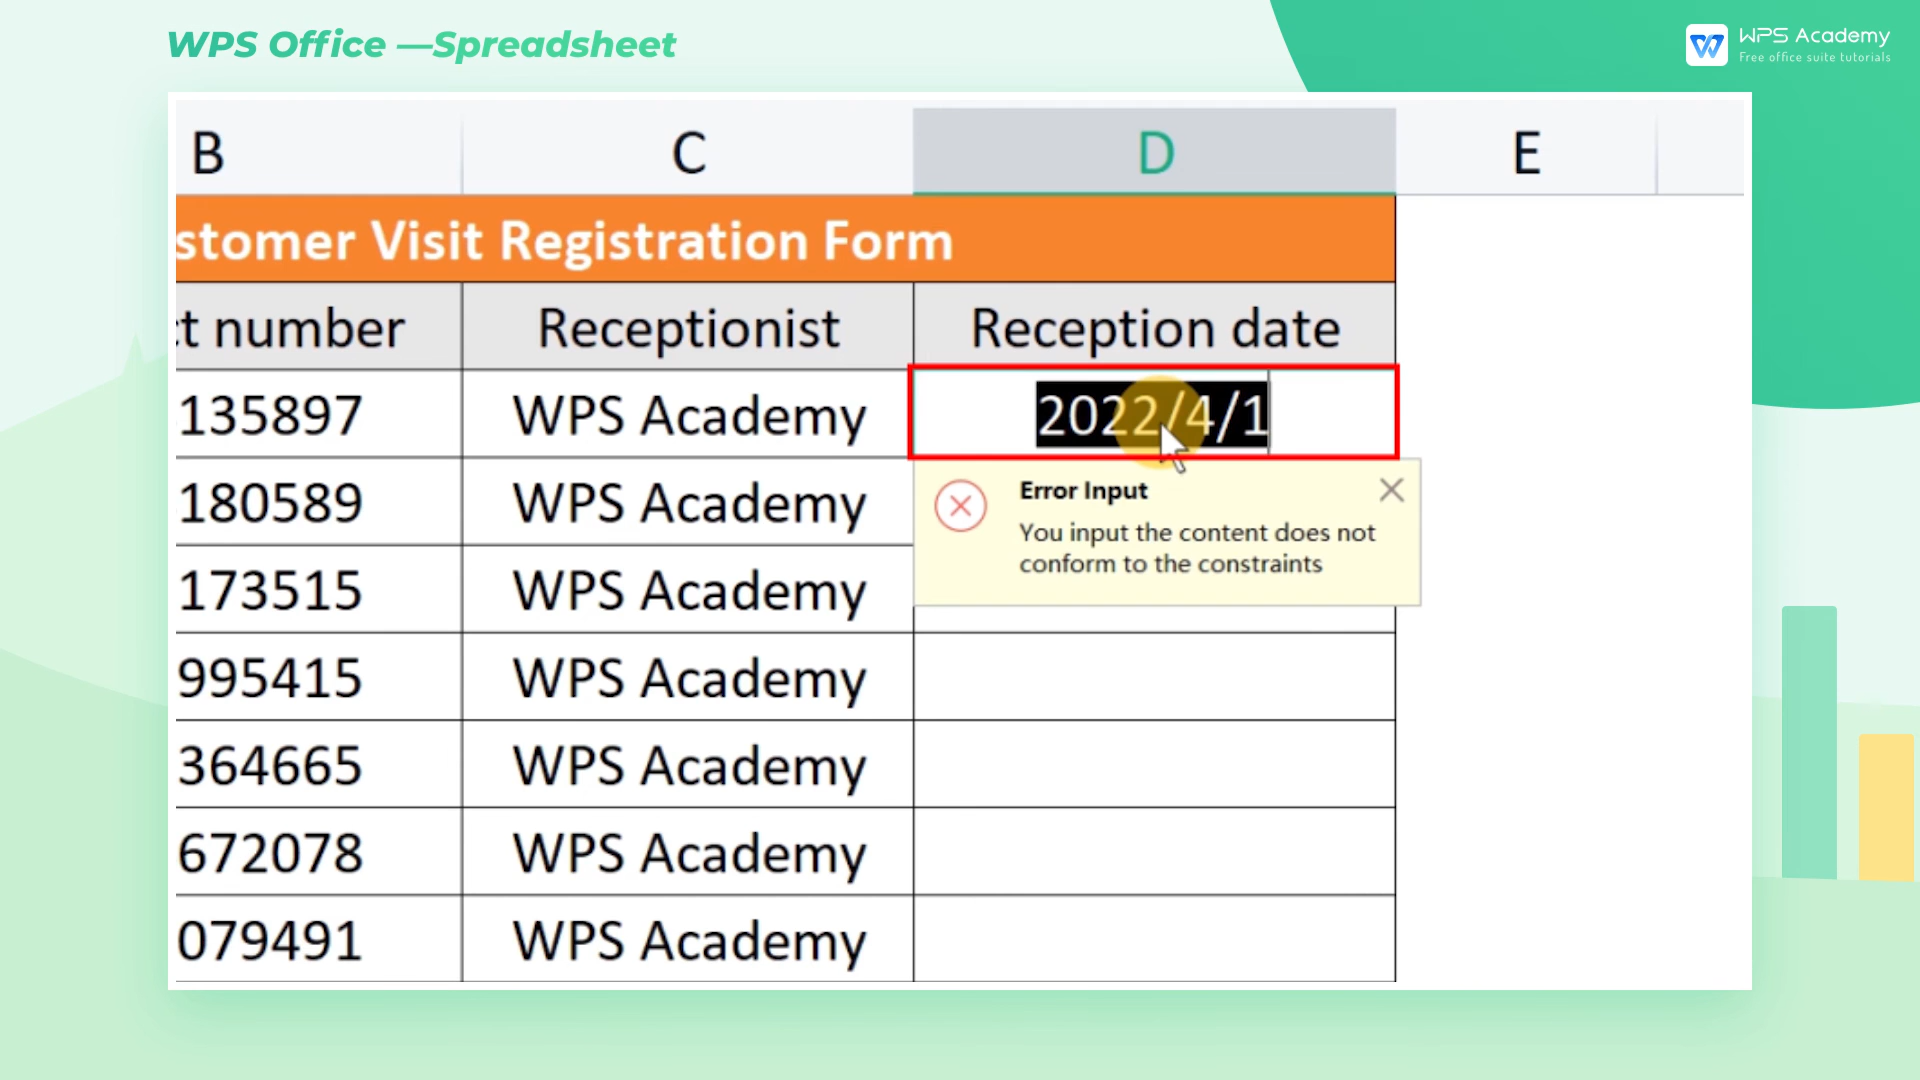 WPS Office —Spreadsheet
WPS Academy
Free office suite tutorials
B C D E
stomer Visit Registration Form
ct number Receptionist Reception date
135897 WPS Academy 2022/4/1
180589 WPS Academy
173515 WPS Academy
995415 WPS Academy
364665 WPS Academy
672078 WPS Academy
079491 WPS Academy
Error Input
You input the content does not
conform to the constraints